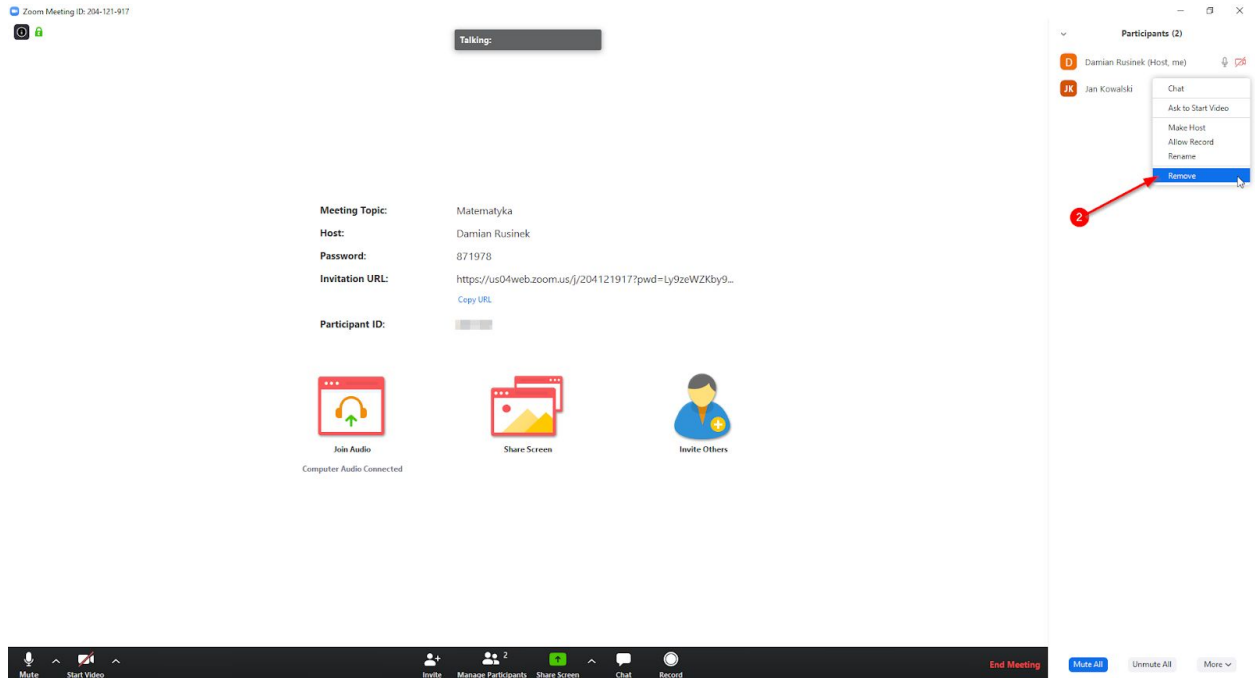 Zoom Meeting ID: 204-121-917
Talking:
Participants (2)
D Damian Rusinek (Host, me)
JK Jan Kowalski
Chat
Ask to Start Video
Make Host
Allow Record
Rename
Remove
2
Meeting Topic: Matematyka
Host: Damian Rusinek
Password: 871978
Invitation URL: https://us04web.zoom.us/j/204121917?pwd=Ly9zeWZKby9...
Copy URL
Participant ID:
Join Audio
Computer Audio Connected
Share Screen
Invite Others
Mute
Start Video
Invite
2
Manage Participants
Share Screen
Chat
Record
End Meeting
Mute All
Unmute All
More